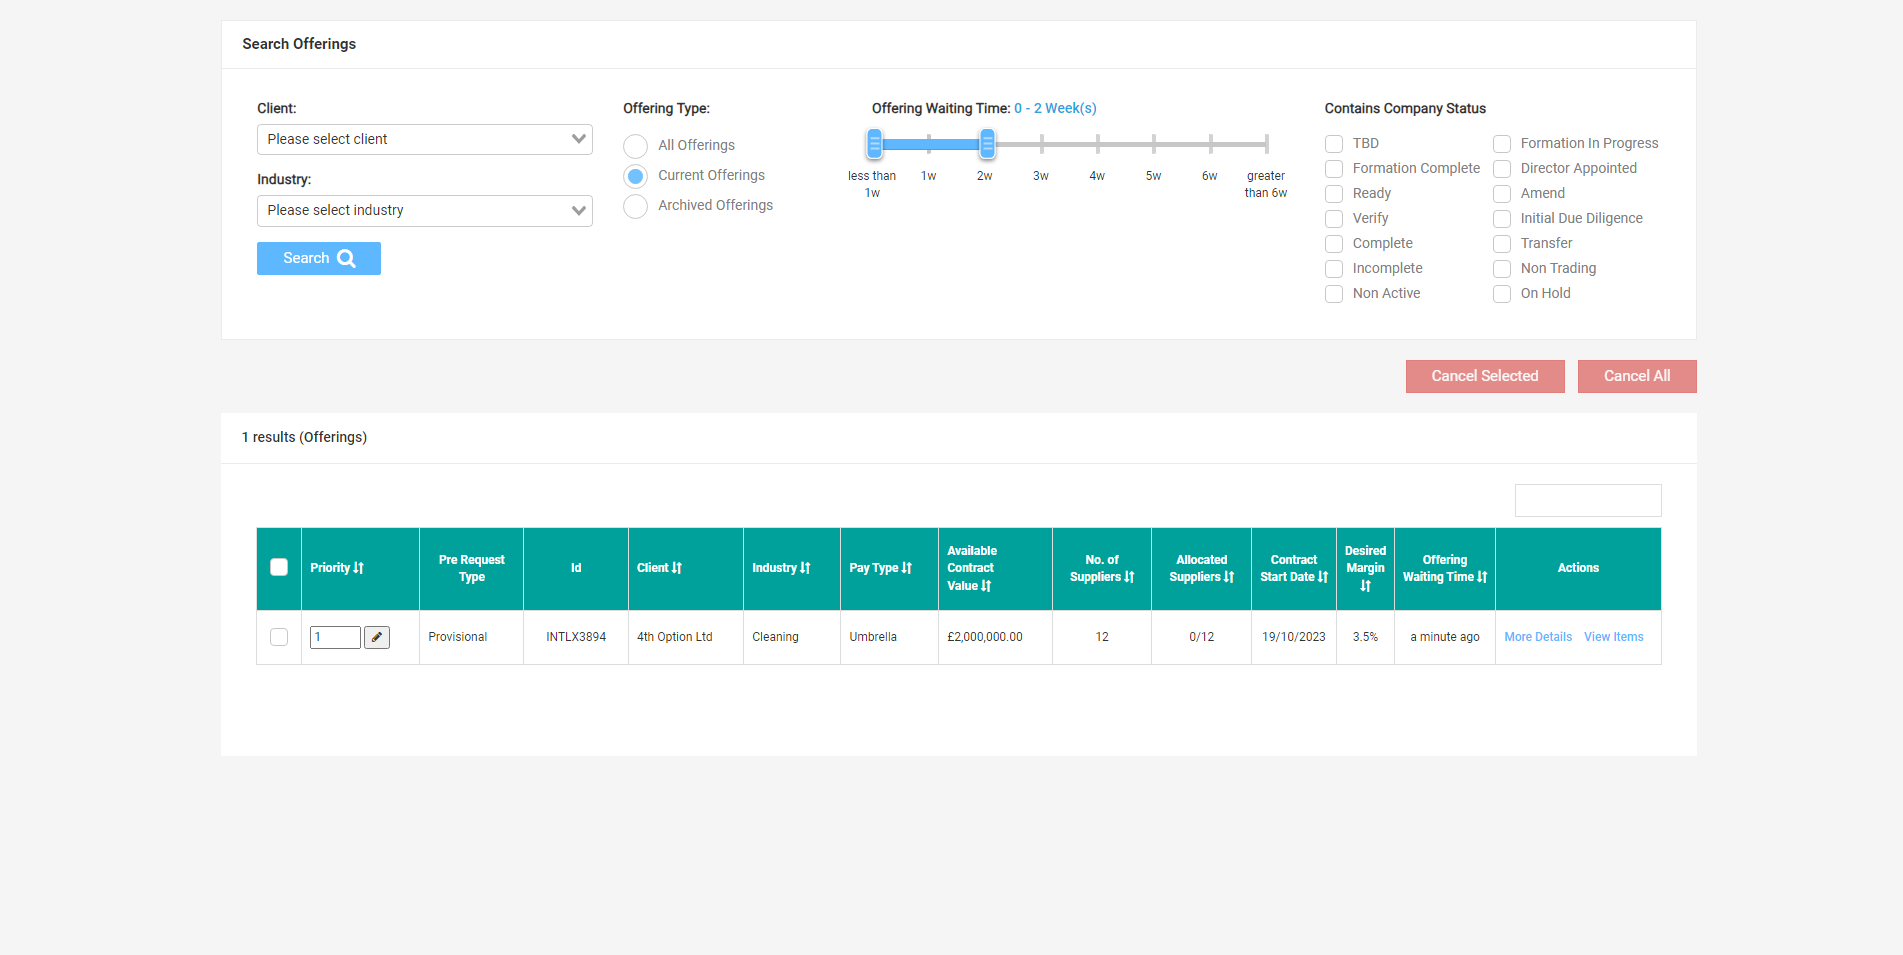 Search Offerings
Client:
Please select client
Industry:
Please select industry
Search
Offering Type:
All Offerings
Current Offerings
Archived Offerings
Offering Waiting Time: 0 - 2 Week(s)
less than 1w 1w 2w 3w 4w 5w 6w greater than 6w
Contains Company Status
TBD Formation In Progress
Formation Complete Director Appointed
Ready Amend
Verify Initial Due Diligence
Complete Transfer
Incomplete Non Trading
Non Active On Hold
Cancel Selected Cancel All
1 results (Offerings)
Priority Pre Request Type Id Client Industry Pay Type Available Contract Value No. of Suppliers Allocated Suppliers Contract Start Date Desired Margin Offering Waiting Time Actions
1 Provisional INTLX3894 4th Option Ltd Cleaning Umbrella £2,000,000.00 12 0/12 19/10/2023 3.5% a minute ago More Details View Items